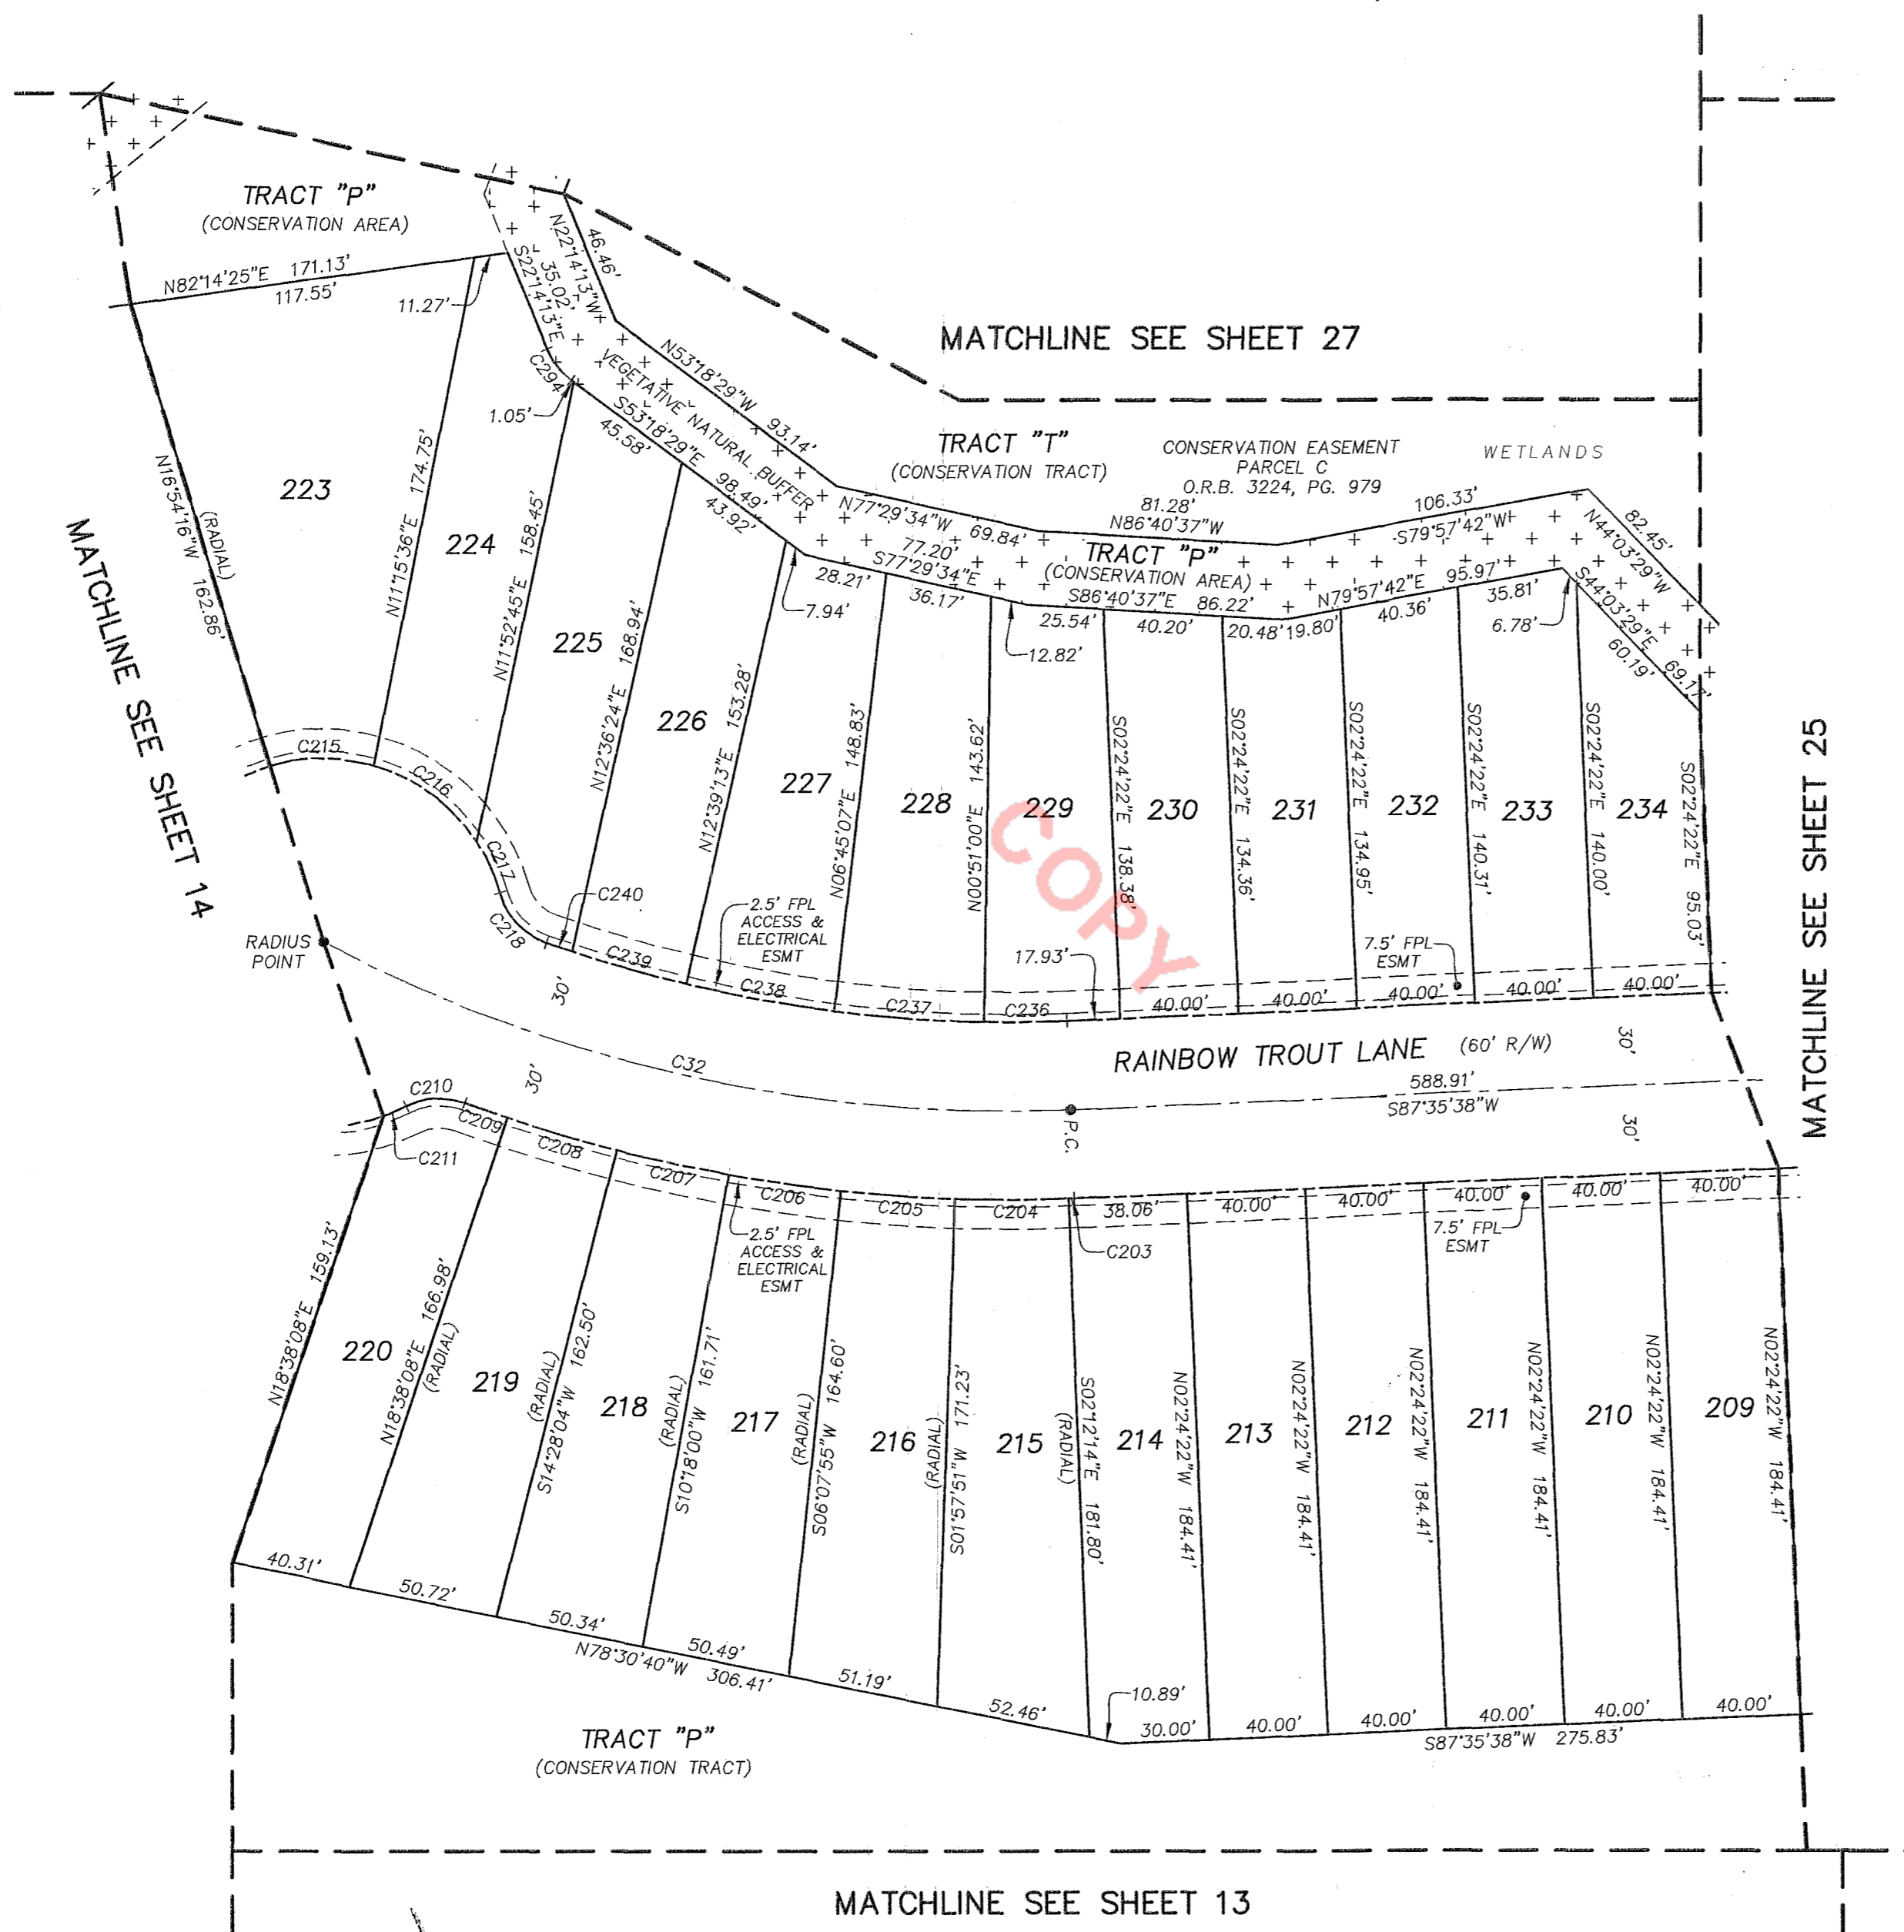 TRACT "P"
(CONSERVATION AREA)
N82°14'25"E 171.13'
117.55'
11.27'
N22°14'13"W
46.46'
S22°14'13"E
35.02'
C294
1.05'
VEGETATIVE NATURAL BUFFER
N53°18'29"W 93.14'
S53°18'29"E 98.49'
45.58'
43.92'
MATCHLINE SEE SHEET 27
TRACT "T"
(CONSERVATION TRACT)
CONSERVATION EASEMENT
PARCEL C
O.R.B. 3224, PG. 979
WETLANDS
N77°29'34"W 69.84'
77.20'
S77°29'34"E
28.21'
36.17'
7.94'
12.82'
81.28'
N86°40'37"W
TRACT "P"
(CONSERVATION AREA)
S86°40'37"E 86.22'
25.54'
40.20'
20.48'
19.80'
106.33'
S79°57'42"W
N79°57'42"E 95.97'
40.36'
35.81'
6.78'
82.45'
N44°03'29"W
S44°03'29"E 69.17'
60.19'
MATCHLINE SEE SHEET 14
N16°54'16"W 162.86'
(RADIAL)
223
N11°15'36"E 174.75'
224
N11°52'45"E 158.45'
225
N12°36'24"E 168.94'
226
N12°39'13"E 153.28'
227
N06°45'07"E 148.83'
228
N00°51'00"E 143.62'
229
S02°24'22"E 138.38'
230
S02°24'22"E 134.36'
231
S02°24'22"E 134.95'
232
S02°24'22"E 140.31'
233
S02°24'22"E 140.00'
234
S02°24'22"E 95.03'
MATCHLINE SEE SHEET 25
COPY
C215
C216
C217
C218
C240
C239
C238
C237
C236
17.93'
40.00'
40.00'
40.00'
40.00'
40.00'
2.5' FPL
ACCESS &
ELECTRICAL
ESMT
7.5' FPL
ESMT
RADIUS
POINT
30'
30'
C32
RAINBOW TROUT LANE (60' R/W)
588.91'
S87°35'38"W
P.C.
30'
30'
C210
C211
C209
C208
C207
C206
C205
C204
C203
38.06'
40.00'
40.00'
40.00'
40.00'
40.00'
2.5' FPL
ACCESS &
ELECTRICAL
ESMT
7.5' FPL
ESMT
N18°38'08"E 159.13'
220
N18°38'08"E 166.98'
(RADIAL)
219
S14°28'04"W 162.50'
(RADIAL)
218
S10°18'00"W 161.71'
(RADIAL)
217
S06°07'55"W 164.60'
(RADIAL)
216
S01°57'51"W 171.23'
(RADIAL)
215
S02°12'14"E 181.80'
(RADIAL)
214
N02°24'22"W 184.41'
213
N02°24'22"W 184.41'
212
N02°24'22"W 184.41'
211
N02°24'22"W 184.41'
210
N02°24'22"W 184.41'
209
N02°24'22"W 184.41'
40.31'
50.72'
50.34'
50.49'
51.19'
52.46'
N78°30'40"W 306.41'
10.89'
30.00'
40.00'
40.00'
40.00'
40.00'
40.00'
S87°35'38"W 275.83'
TRACT "P"
(CONSERVATION TRACT)
MATCHLINE SEE SHEET 13